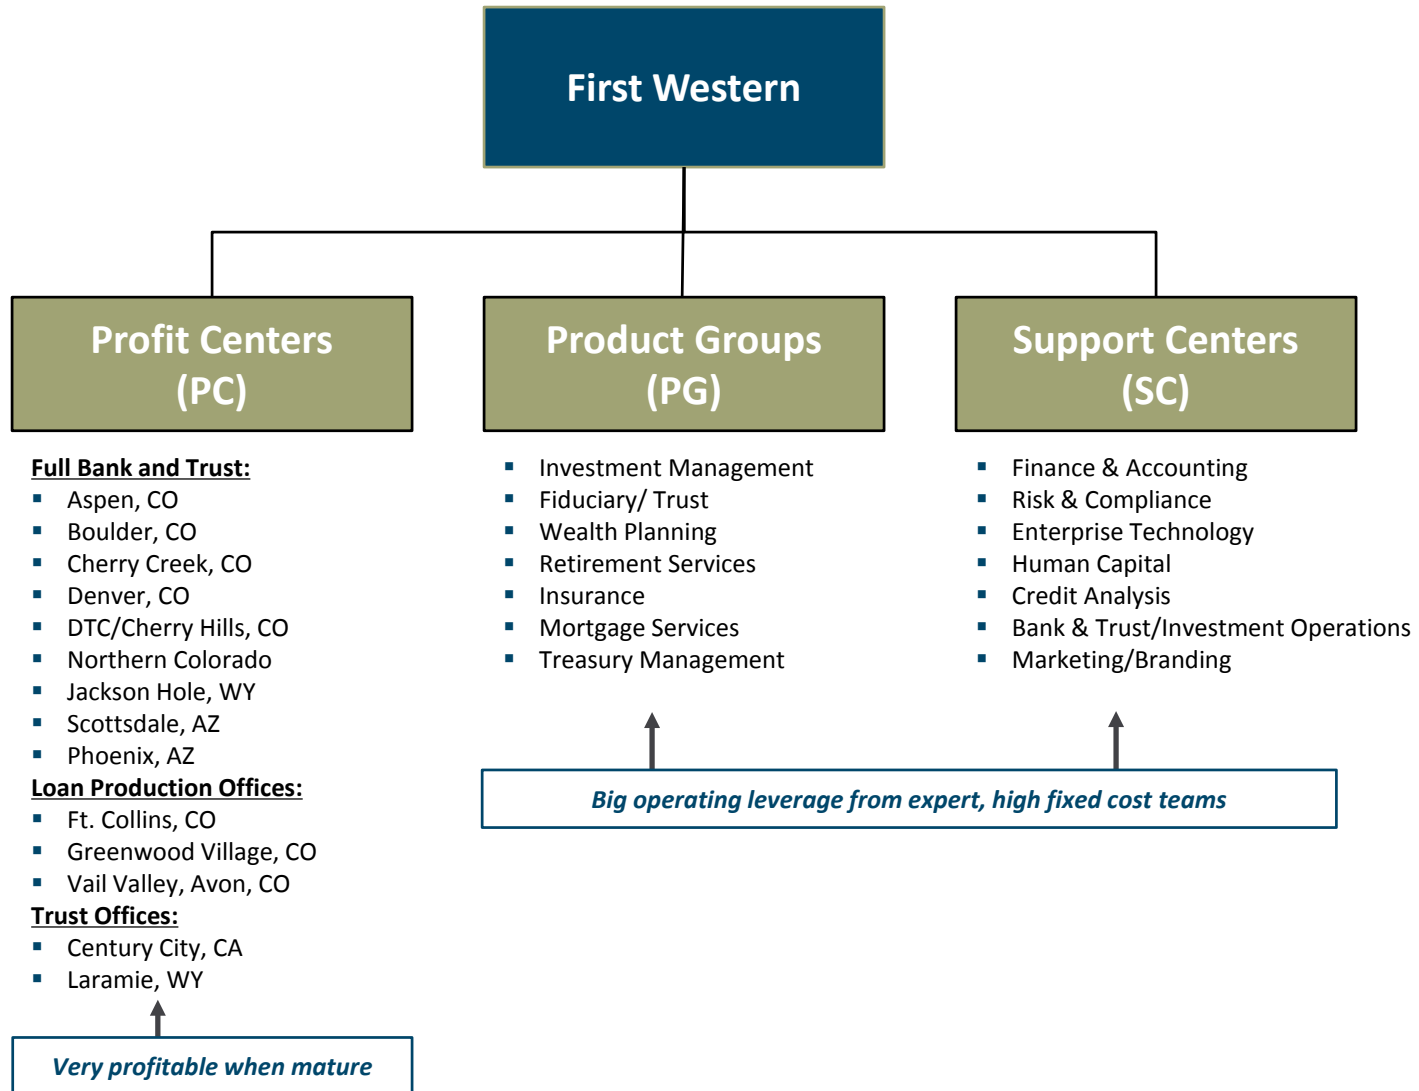 First Western
Profit Centers
(PC)
Full Bank and Trust:
Aspen, CO
Boulder, CO
Cherry Creek, CO
Denver, CO
DTC/Cherry Hills, CO
Northern Colorado
Jackson Hole, WY
Scottsdale, AZ
Phoenix, AZ
Loan Production Offices:
Ft. Collins, CO
Greenwood Village, CO
Vail Valley, Avon, CO
Trust Offices:
Century City, CA
Laramie, WY
Very profitable when mature
Product Groups
(PG)
Investment Management
Fiduciary/ Trust
Wealth Planning
Retirement Services
Insurance
Mortgage Services
Treasury Management
Support Centers
(SC)
Finance & Accounting
Risk & Compliance
Enterprise Technology
Human Capital
Credit Analysis
Bank & Trust/Investment Operations
Marketing/Branding
Big operating leverage from expert, high fixed cost teams